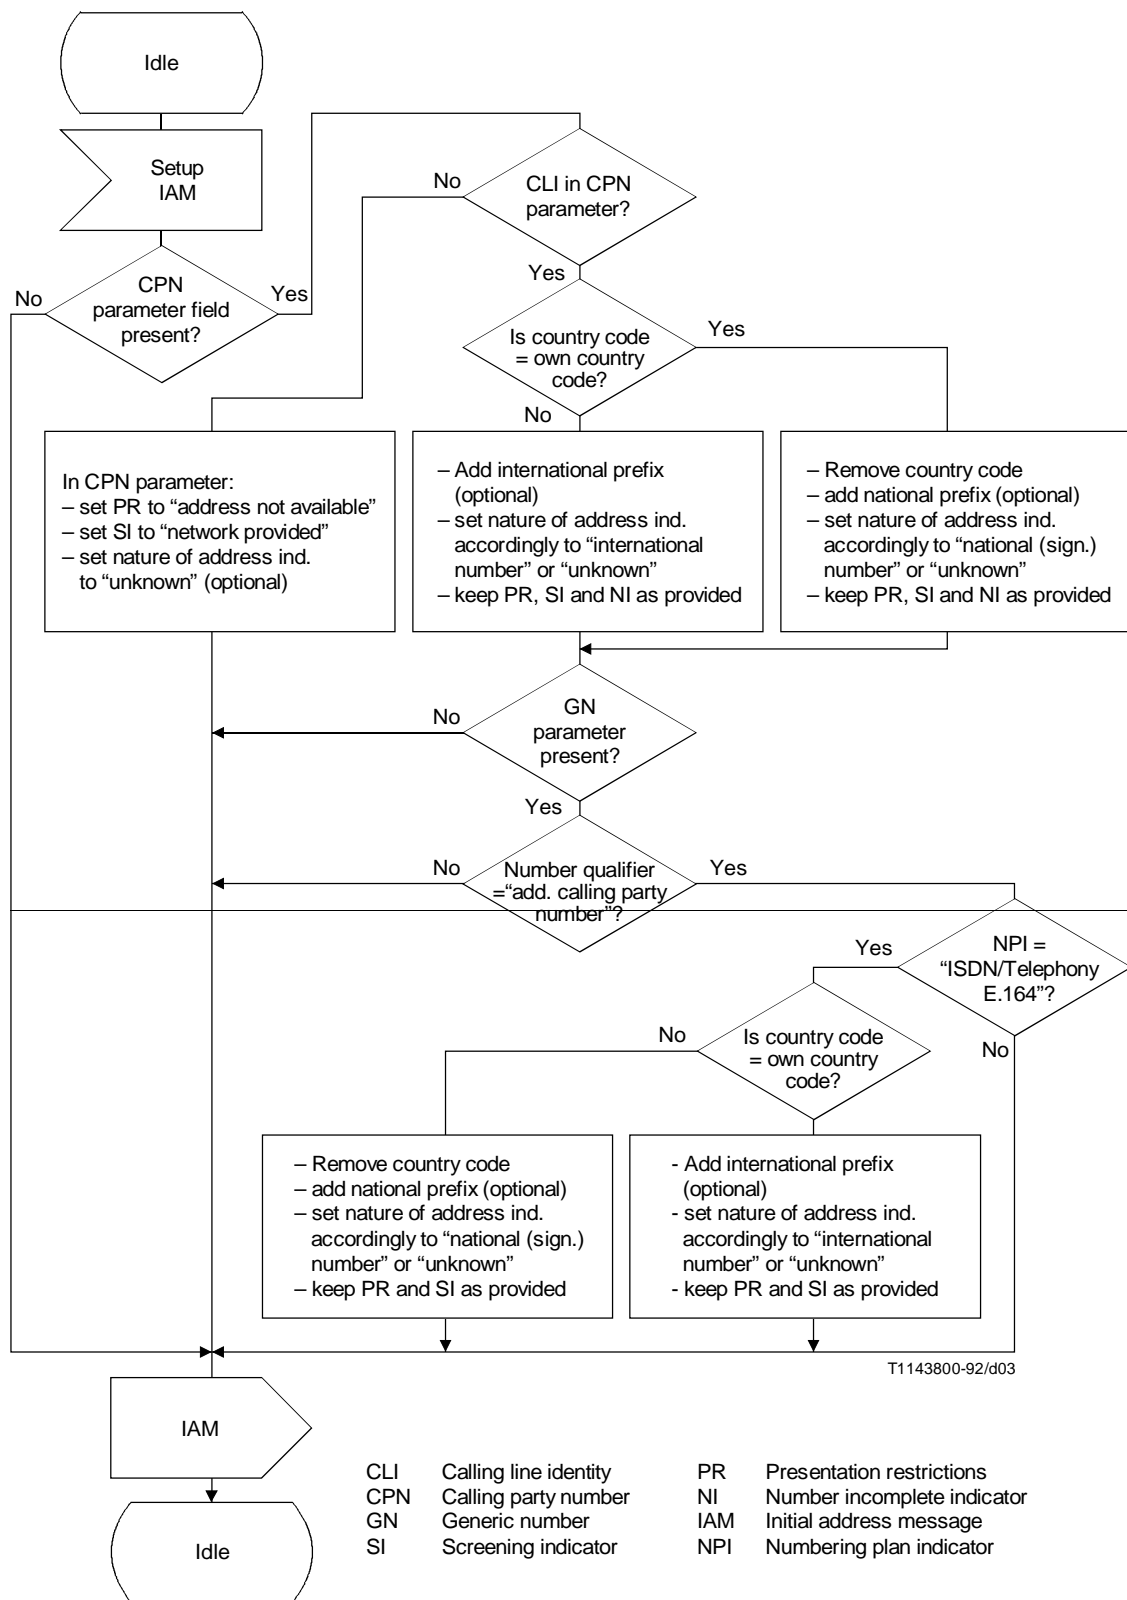 Idle
Setup
IAM
CPN
parameter field
present?
No
Yes
CLI in CPN
parameter?
No
Yes
Is country code
= own country
code?
Yes
No
In CPN parameter:
– set PR to “address not available”
– set SI to “network provided”
– set nature of address ind.
to “unknown” (optional)
– Add international prefix
(optional)
– set nature of address ind.
accordingly to “international
number” or “unknown”
– keep PR, SI and NI as provided
– Remove country code
– add national prefix (optional)
– set nature of address ind.
accordingly to “national (sign.)
number” or “unknown”
– keep PR, SI and NI as provided
GN
parameter
present?
No
Yes
Number qualifier
=“add. calling party
number”?
No
Yes
NPI =
“ISDN/Telephony
E.164”?
Yes
No
Is country code
= own country
code?
No
– Remove country code
– add national prefix (optional)
– set nature of address ind.
accordingly to “national (sign.)
number” or “unknown”
– keep PR and SI as provided
- Add international prefix
(optional)
- set nature of address ind.
accordingly to “international
number” or “unknown”
- keep PR and SI as provided
T1143800-92/d03
IAM
Idle
CLI Calling line identity
CPN Calling party number
GN Generic number
SI Screening indicator
PR Presentation restrictions
NI Number incomplete indicator
IAM Initial address message
NPI Numbering plan indicator